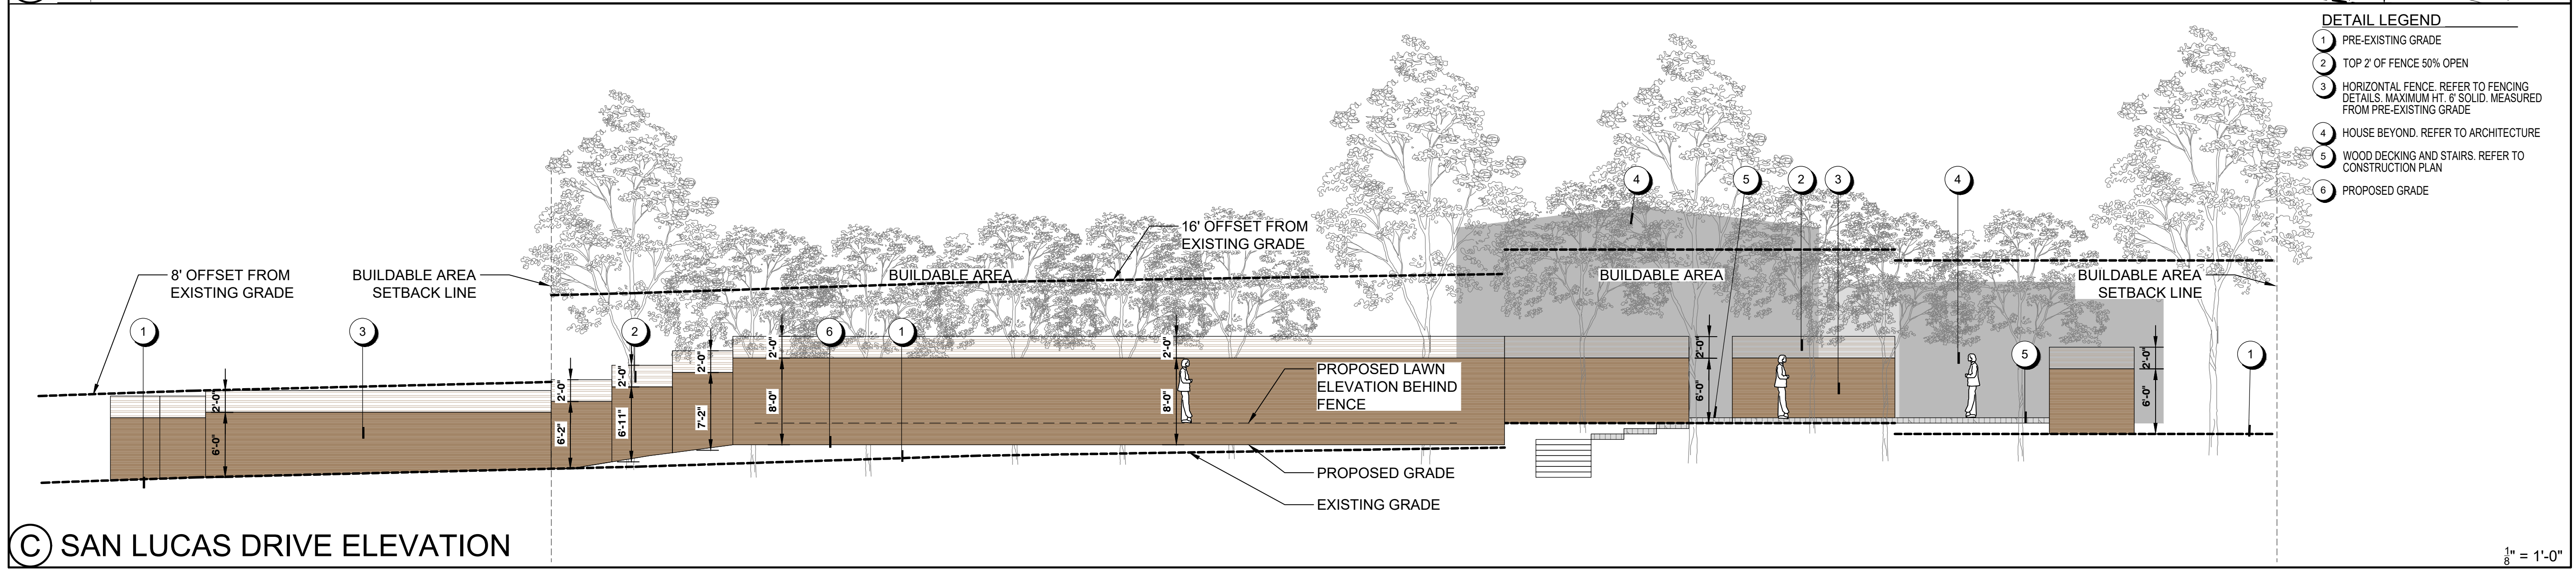 DETAIL LEGEND
1 PRE-EXISTING GRADE
2 TOP 2' OF FENCE 50% OPEN
3 HORIZONTAL FENCE. REFER TO FENCING
DETAILS. MAXIMUM HT. 6' SOLID. MEASURED
FROM PRE-EXISTING GRADE
4 HOUSE BEYOND. REFER TO ARCHITECTURE
5 WOOD DECKING AND STAIRS. REFER TO
CONSTRUCTION PLAN
6 PROPOSED GRADE
4
5
2
3
4
16' OFFSET FROM
EXISTING GRADE
8' OFFSET FROM
EXISTING GRADE
BUILDABLE AREA
SETBACK LINE
BUILDABLE AREA
BUILDABLE AREA
BUILDABLE AREA
SETBACK LINE
1
3
2
6
1
5
1
2'-0"
6'-0"
2'-0"
6'-2"
2'-0"
6'-11"
2'-0"
7'-2"
2'-0"
8'-0"
2'-0"
8'-0"
2'-0"
6'-0"
2'-0"
6'-0"
PROPOSED LAWN
ELEVATION BEHIND
FENCE
PROPOSED GRADE
EXISTING GRADE
C SAN LUCAS DRIVE ELEVATION
1/8" = 1'-0"